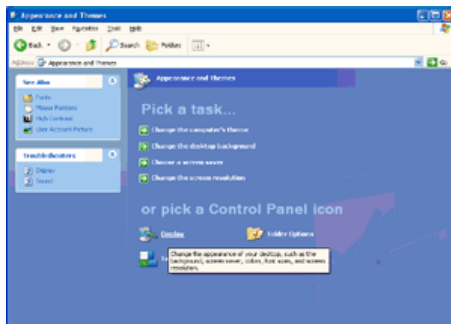 Appearance and Themes
File Edit View Favorites Tools Help
Back Search Folders
Address Appearance and Themes
See Also
Fonts
Mouse Pointers
High Contrast
User Account Picture
Troubleshooters
Display
Sound
Appearance and Themes
Pick a task...
Change the computer's theme
Change the desktop background
Choose a screen saver
Change the screen resolution
or pick a Control Panel icon
Display
Folder Options
Change the appearance of your desktop, such as the
background, screen saver, colors, font sizes, and screen
resolution.